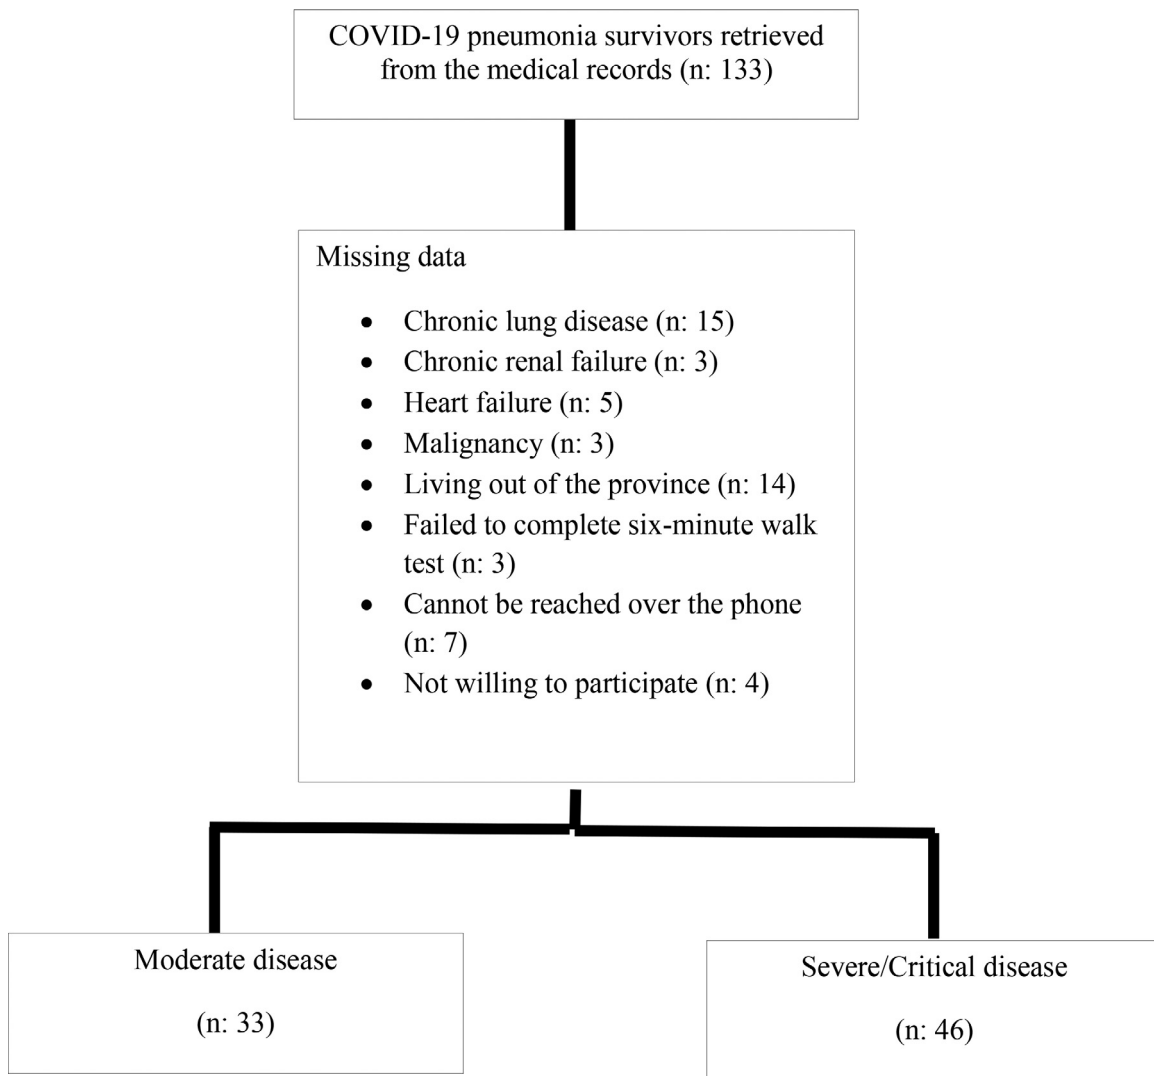 COVID-19 pneumonia survivors retrieved
from the medical records (n: 133)
Missing data
• Chronic lung disease (n: 15)
• Chronic renal failure (n: 3)
• Heart failure (n: 5)
• Malignancy (n: 3)
• Living out of the province (n: 14)
• Failed to complete six-minute walk
test (n: 3)
• Cannot be reached over the phone
(n: 7)
• Not willing to participate (n: 4)
Moderate disease
(n: 33)
Severe/Critical disease
(n: 46)